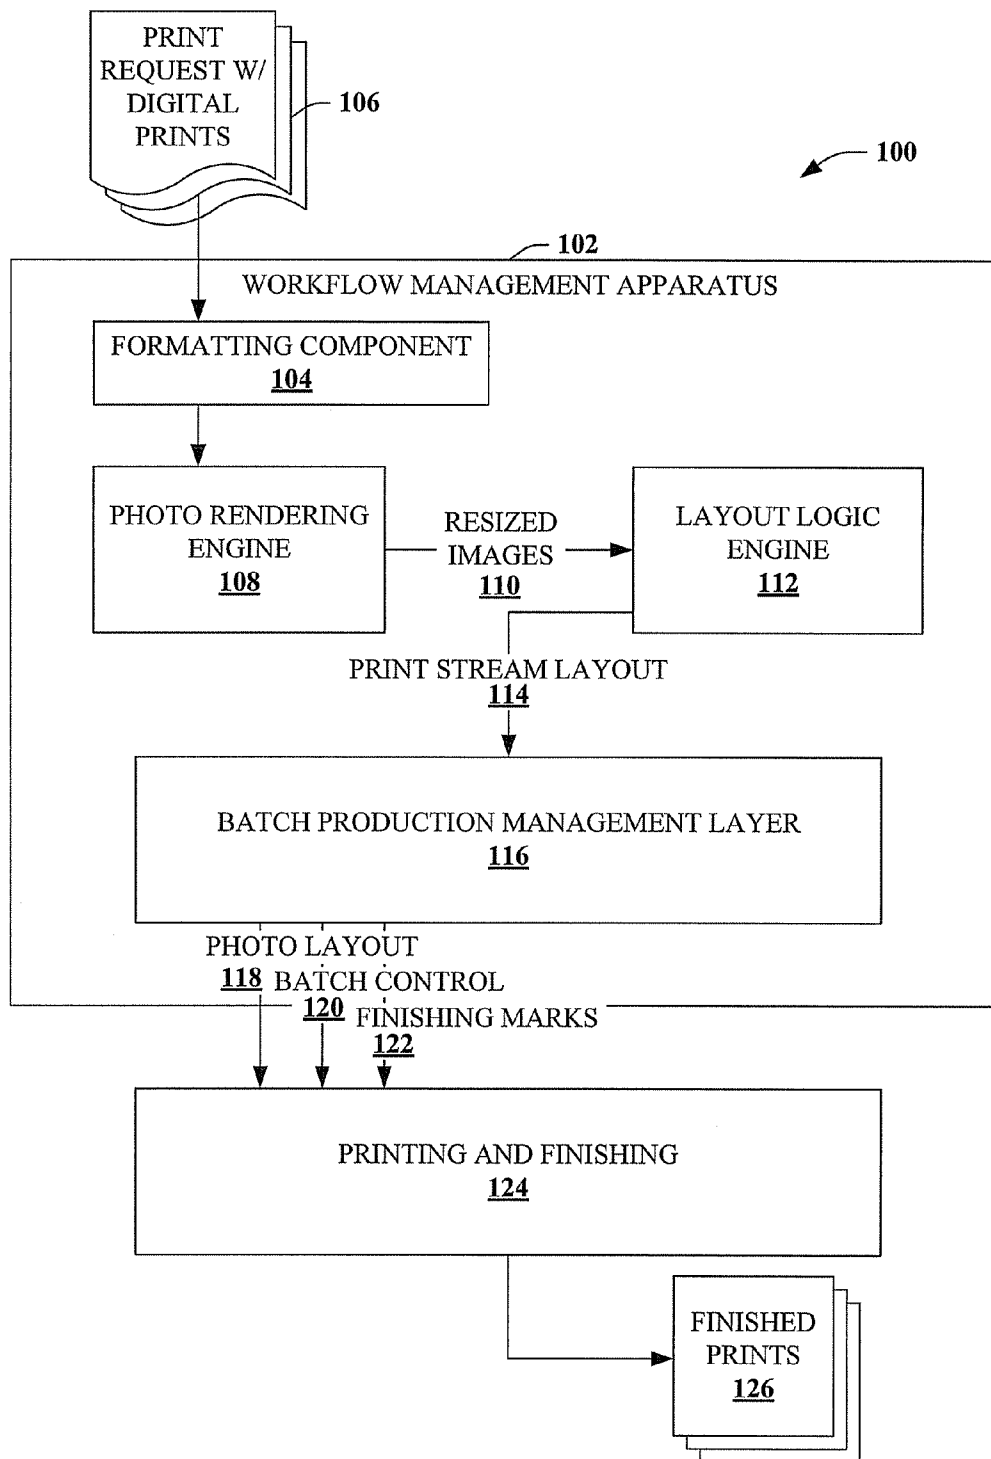 PRINT
REQUEST W/
DIGITAL
PRINTS
106
100
102
WORKFLOW MANAGEMENT APPARATUS
FORMATTING COMPONENT
104
PHOTO RENDERING
ENGINE
108
RESIZED
IMAGES
110
LAYOUT LOGIC
ENGINE
112
PRINT STREAM LAYOUT
114
BATCH PRODUCTION MANAGEMENT LAYER
116
PHOTO LAYOUT
118 BATCH CONTROL
120 FINISHING MARKS
122
PRINTING AND FINISHING
124
FINISHED
PRINTS
126